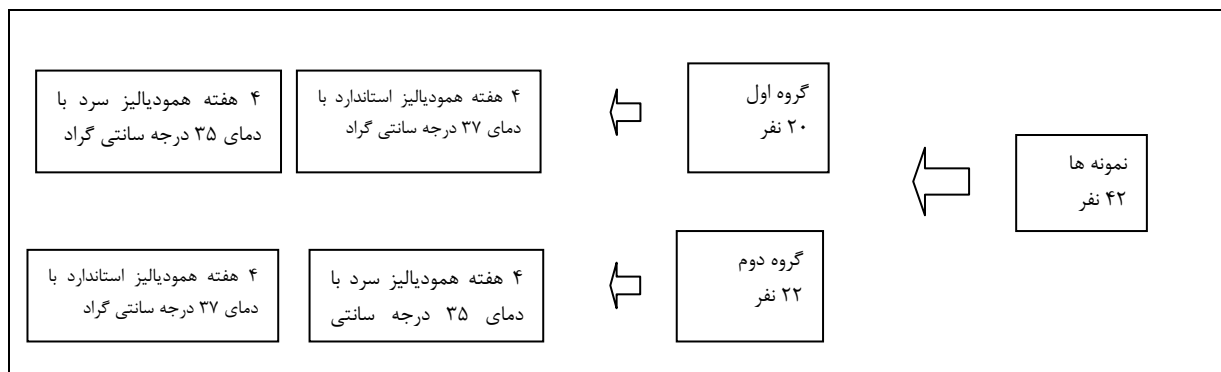 نمونه ها
۴۲ نفر
گروه اول
۲۰ نفر
۴ هفته همودیالیز استاندارد با
دمای ۳۷ درجه سانتی گراد
۴ هفته همودیالیز سرد با
دمای ۳۵ درجه سانتی گراد
گروه دوم
۲۲ نفر
۴ هفته همودیالیز سرد با
دمای ۳۵ درجه سانتی
۴ هفته همودیالیز استاندارد با
دمای ۳۷ درجه سانتی گراد